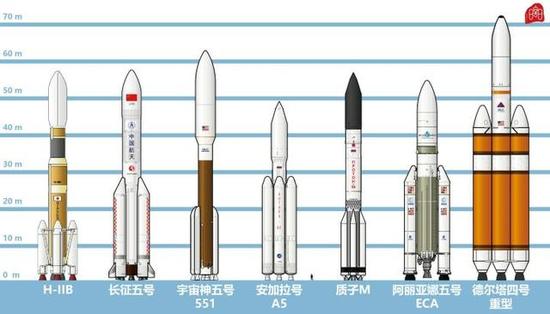 70 m
60 m
50 m
40 m
30 m
20 m
10 m
0 m
中国航天
H-IIB
长征五号
宇宙神五号
551
安加拉号
A5
质子M
阿丽亚娜五号
ECA
德尔塔四号
重型